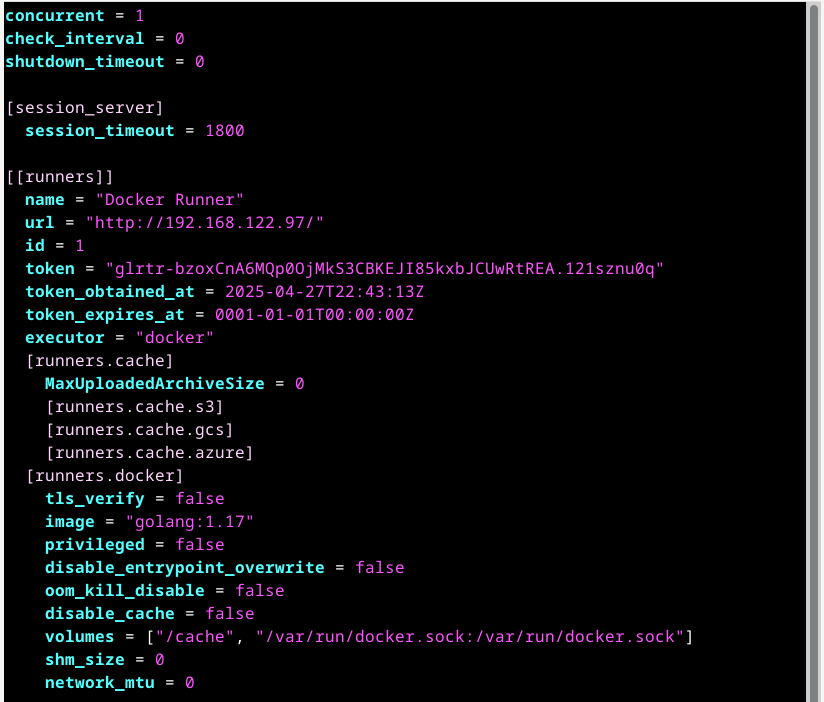 concurrent = 1
check_interval = 0
shutdown_timeout = 0

[session_server]
  session_timeout = 1800

[[runners]]
  name = "Docker Runner"
  url = "http://192.168.122.97/"
  id = 1
  token = "glrtr-bzoxCnA6MQp0OjMkS3CBKEJI85kxbJCUwRtREA.121sznu0q"
  token_obtained_at = 2025-04-27T22:43:13Z
  token_expires_at = 0001-01-01T00:00:00Z
  executor = "docker"
  [runners.cache]
    MaxUploadedArchiveSize = 0
    [runners.cache.s3]
    [runners.cache.gcs]
    [runners.cache.azure]
  [runners.docker]
    tls_verify = false
    image = "golang:1.17"
    privileged = false
    disable_entrypoint_overwrite = false
    oom_kill_disable = false
    disable_cache = false
    volumes = ["/cache", "/var/run/docker.sock:/var/run/docker.sock"]
    shm_size = 0
    network_mtu = 0